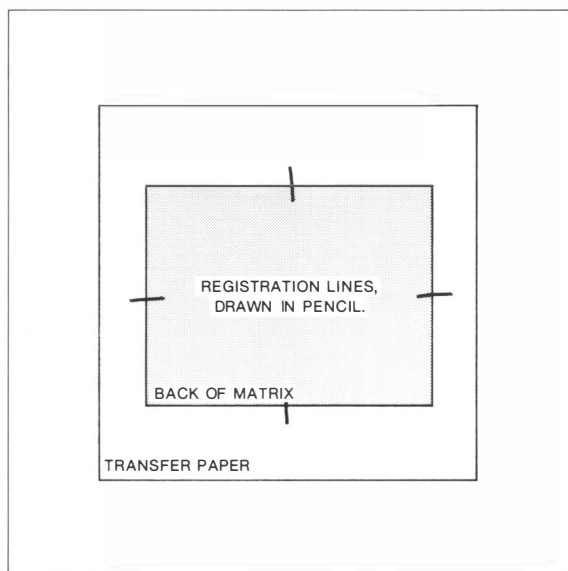 REGISTRATION LINES,
DRAWN IN PENCIL.
BACK OF MATRIX
TRANSFER PAPER